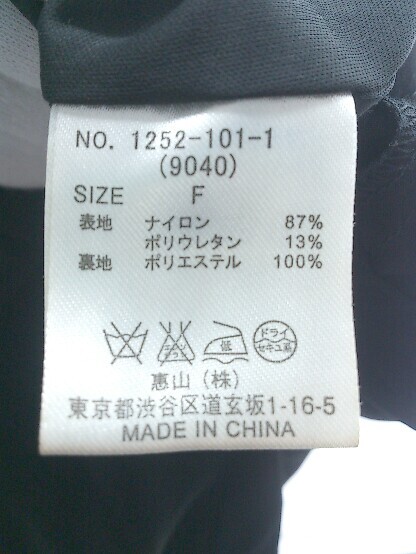 NO. 1252-101-1
(9040)
SIZE F
表地 ナイロン 87%
ポリウレタン 13%
裏地 ポリエステル 100%
低 ドライ セキユ系
恵山（株）
東京都渋谷区道玄坂1-16-5
MADE IN CHINA